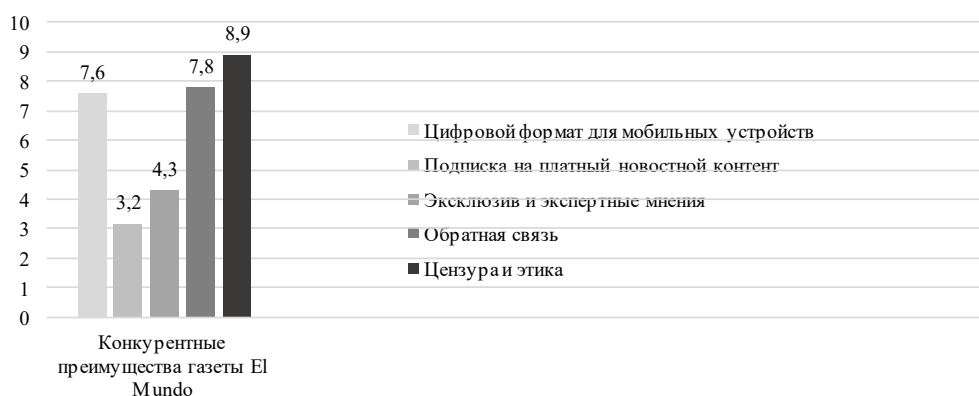 10
9
8
7
6
5
4
3
2
1
0
7,6
3,2
4,3
7,8
8,9
Конкурентные
преимущества газеты El
Mundo
Цифровой формат для мобильных устройств
Подписка на платный новостной контент
Эксклюзив и экспертные мнения
Обратная связь
Цензура и этика